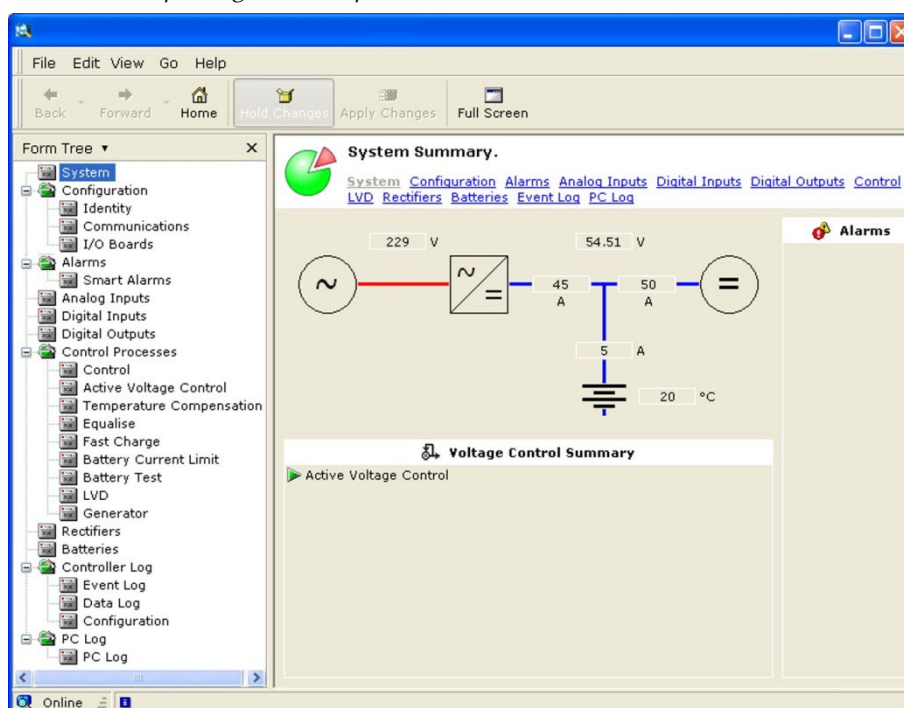 File Edit View Go Help
Back Forward Home Hold Changes Apply Changes Full Screen
Form Tree
System
Configuration
Identity
Communications
I/O Boards
Alarms
Smart Alarms
Analog Inputs
Digital Inputs
Digital Outputs
Control Processes
Control
Active Voltage Control
Temperature Compensation
Equalise
Fast Charge
Battery Current Limit
Battery Test
LVD
Generator
Rectifiers
Batteries
Controller Log
Event Log
Data Log
Configuration
PC Log
PC Log
Online
System Summary.
System Configuration Alarms Analog Inputs Digital Inputs Digital Outputs Control
LVD Rectifiers Batteries Event Log PC Log
229 V 54.51 V
45 50
A A
5 A
20 °C
Voltage Control Summary
Active Voltage Control
Alarms